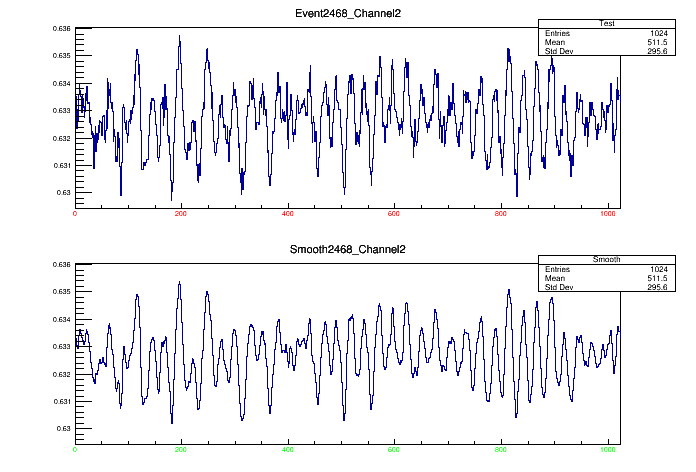 Event2468_Channel2
Test
Entries 1024
Mean 511.5
Std Dev 295.6
0.636
0.635
0.634
0.633
0.632
0.631
0.63
0 200 400 600 800 1000
Smooth2468_Channel2
Smooth
Entries 1024
Mean 511.5
Std Dev 295.6
0.636
0.635
0.634
0.633
0.632
0.631
0.63
0 200 400 600 800 1000